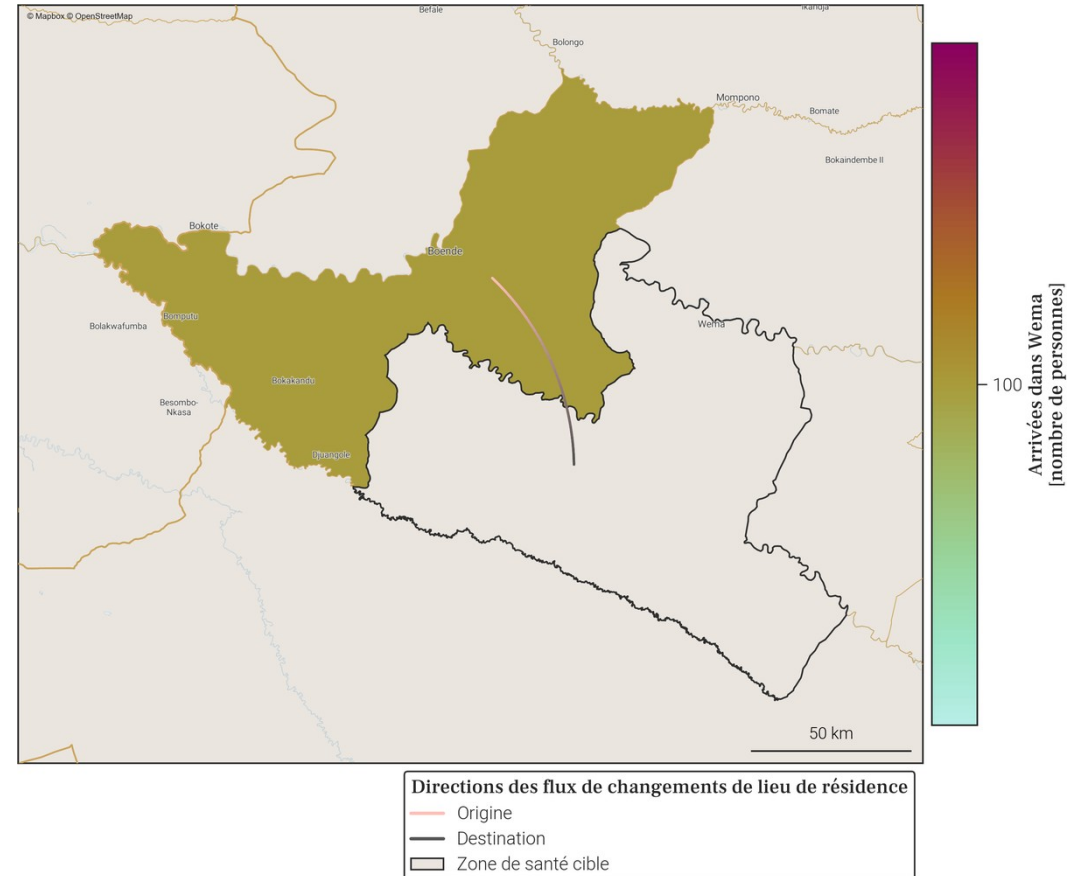 Befale
Ikandja
© Mapbox © OpenStreetMap
Bolongo
Mompono
Bomate
Bokaindembe II
Bokote
Boende
Bomputu
Bolakwafumba
Wema
Bokakandu
Besombo-
Nkasa
Djuangole
50 km
100
Arrivées dans Wema
[nombre de personnes]
Directions des flux de changements de lieu de résidence
Origine
Destination
Zone de santé cible